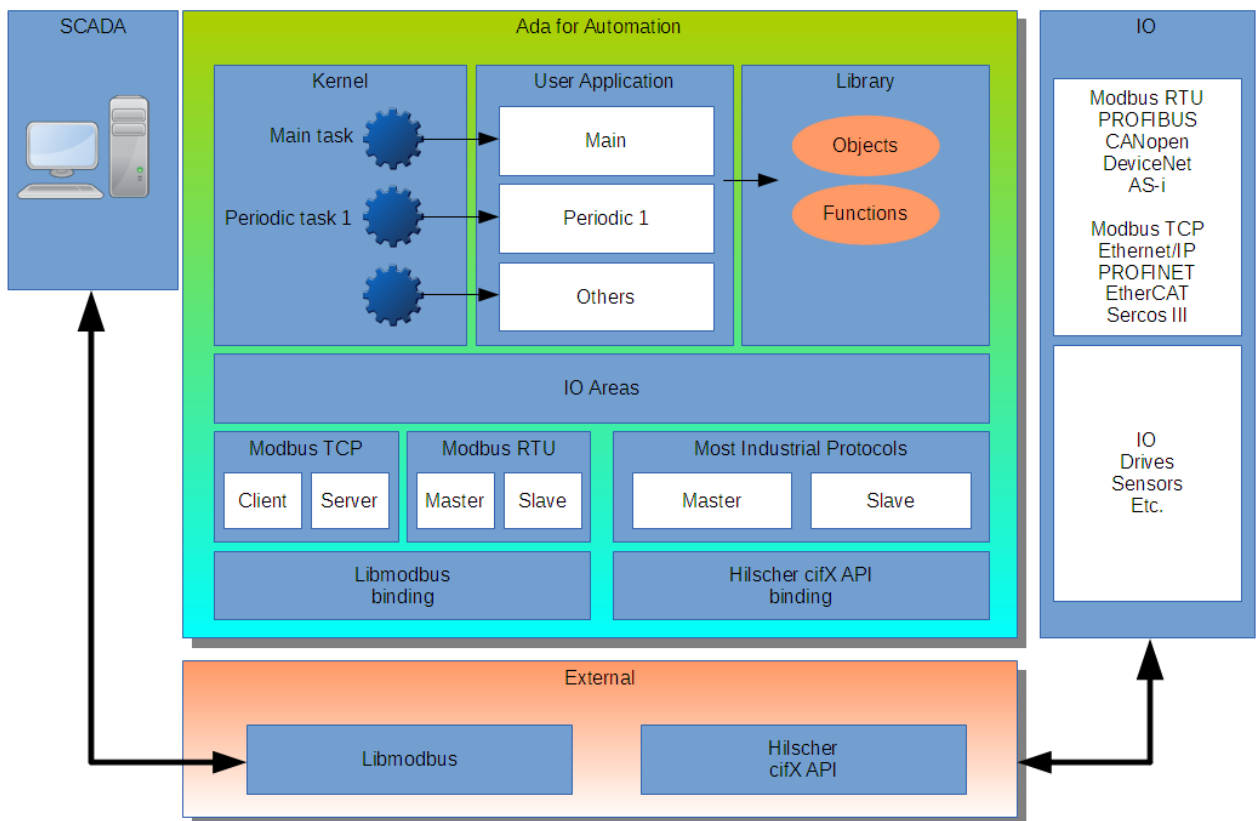 SCADA
Ada for Automation
Kernel
Main task
Periodic task 1
User Application
Main
Periodic 1
Others
Library
Objects
Functions
IO Areas
Modbus TCP
Client
Server
Modbus RTU
Master
Slave
Most Industrial Protocols
Master
Slave
Libmodbus
binding
Hilscher cifX API
binding
External
Libmodbus
Hilscher
cifX API
IO
Modbus RTU
PROFIBUS
CANopen
DeviceNet
AS-i
Modbus TCP
Ethernet/IP
PROFINET
EtherCAT
Sercos III
IO
Drives
Sensors
Etc.